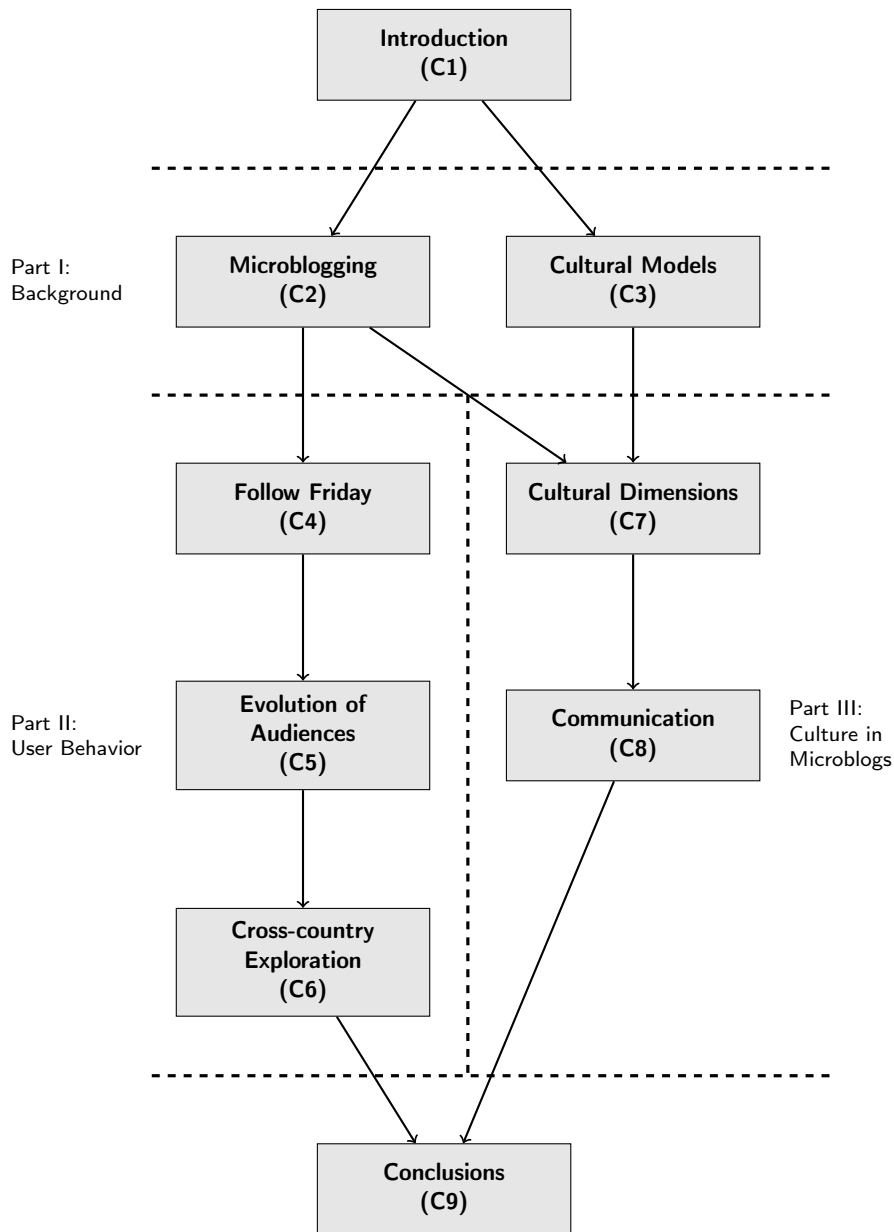 Introduction
(C1)
Part I:
Background
Microblogging
(C2)
Cultural Models
(C3)
Follow Friday
(C4)
Cultural Dimensions
(C7)
Part II:
User Behavior
Evolution of
Audiences
(C5)
Communication
(C8)
Part III:
Culture in
Microblogs
Cross-country
Exploration
(C6)
Conclusions
(C9)